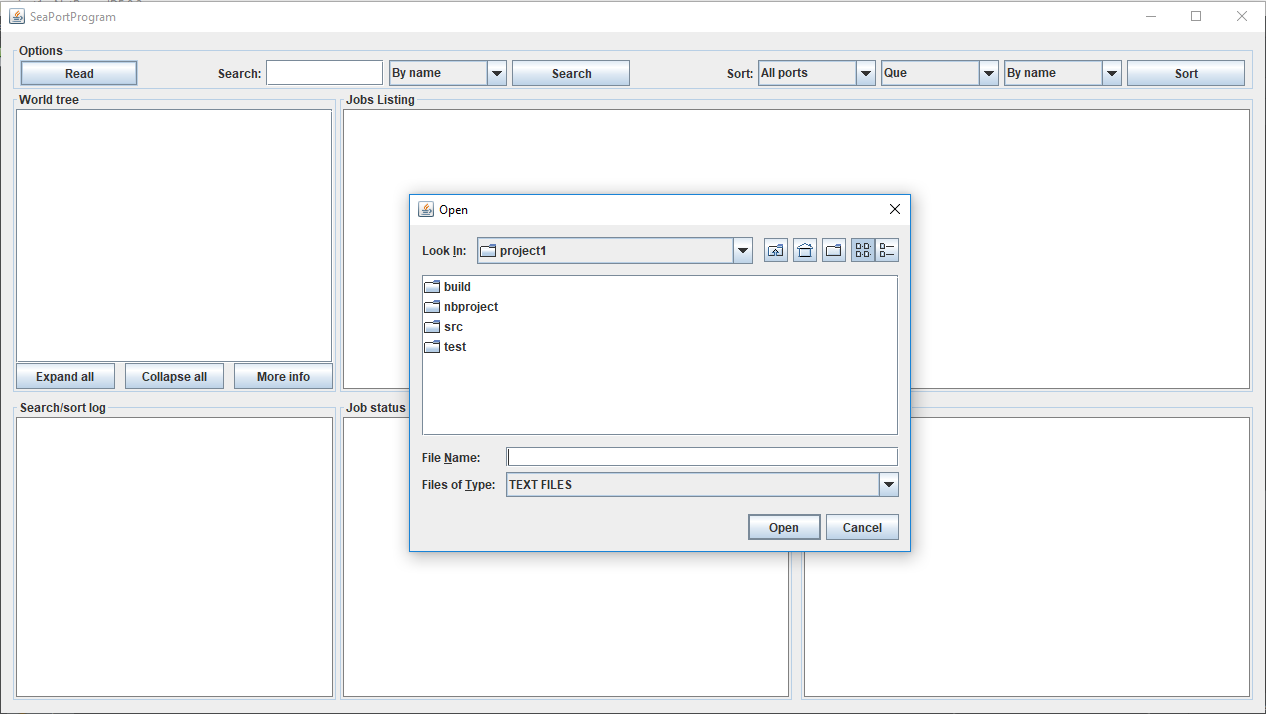 SeaPortProgram
Options
Read Search: By name Search Sort: All ports Que By name Sort
World tree Jobs Listing
Open
Look In: project1
build
nbproject
src
test
Expand all Collapse all More info
Search/sort log Job status
File Name:
Files of Type: TEXT FILES
Open Cancel